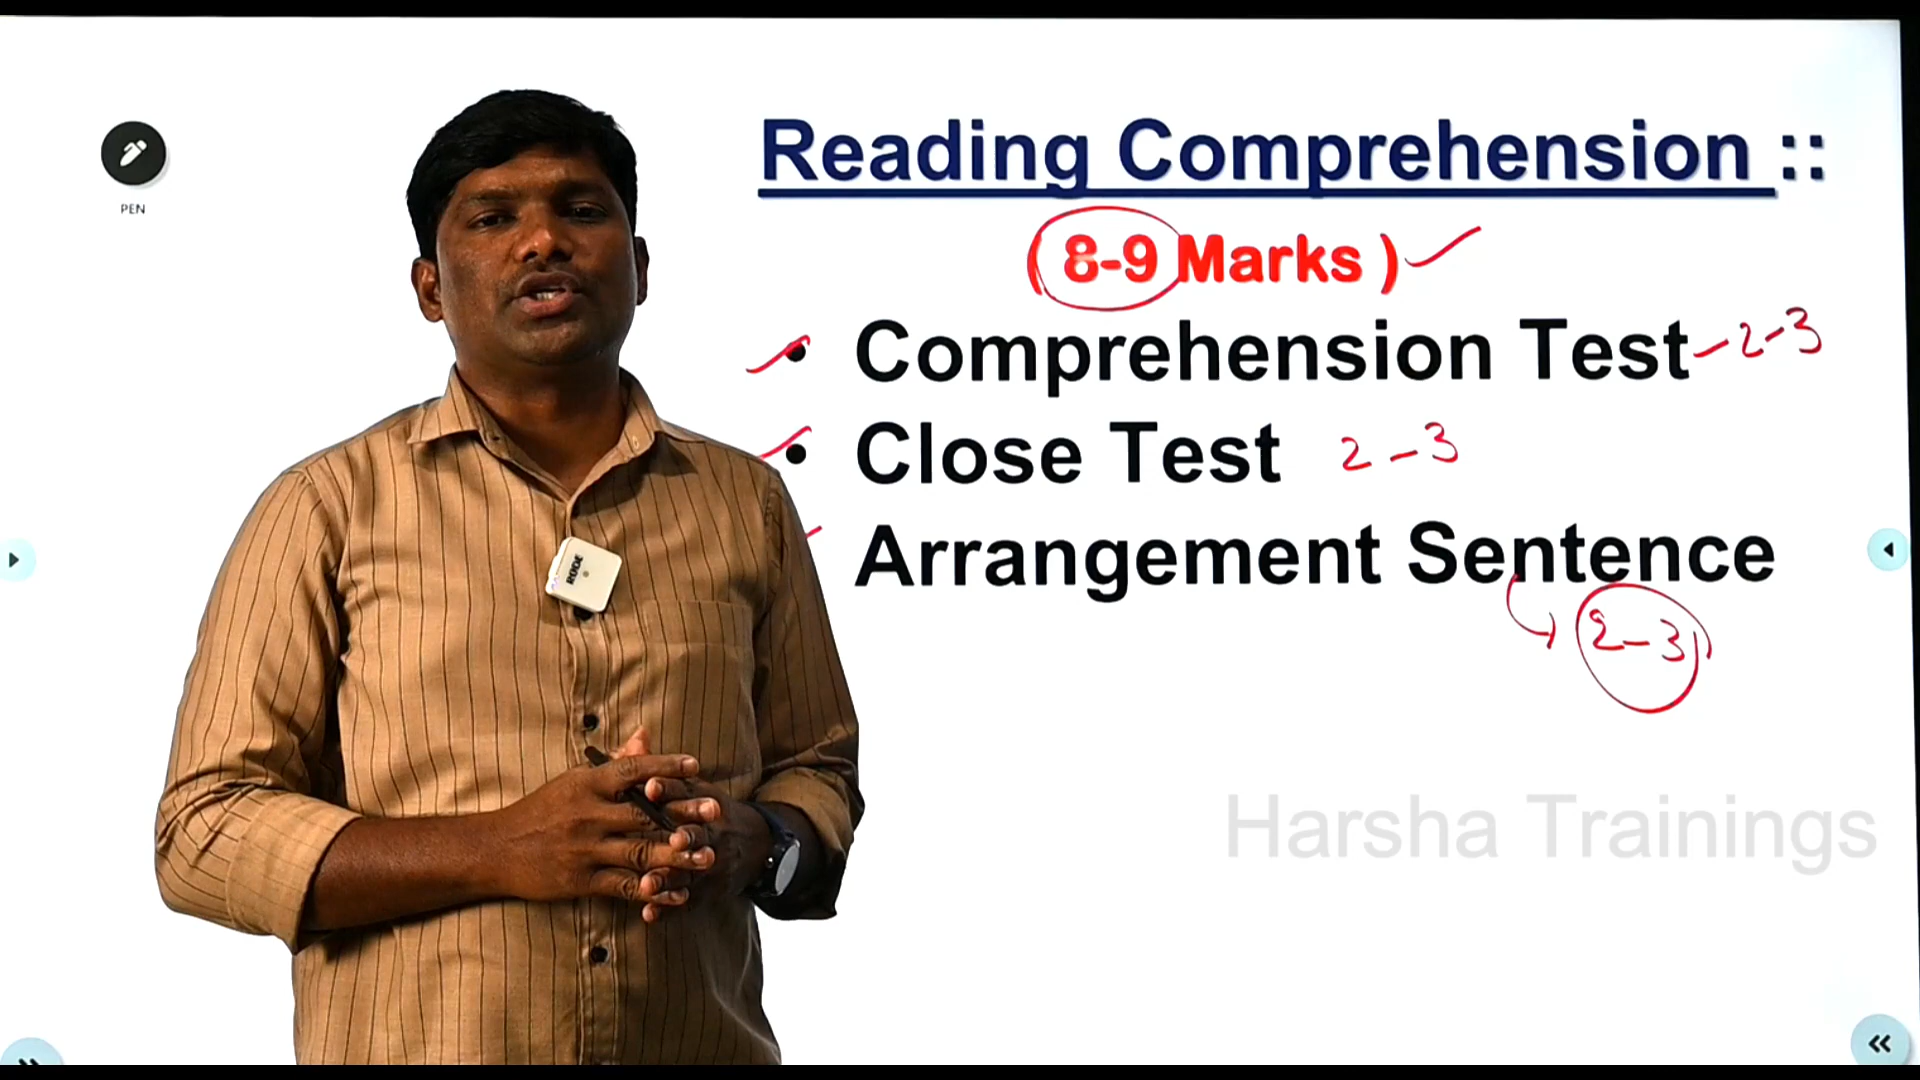 PEN
Reading Comprehension ::
( 8-9 Marks )
• Comprehension Test - 2-3
• Close Test 2-3
Arrangement Sentence
2-3
RODE
Harsha Trainings